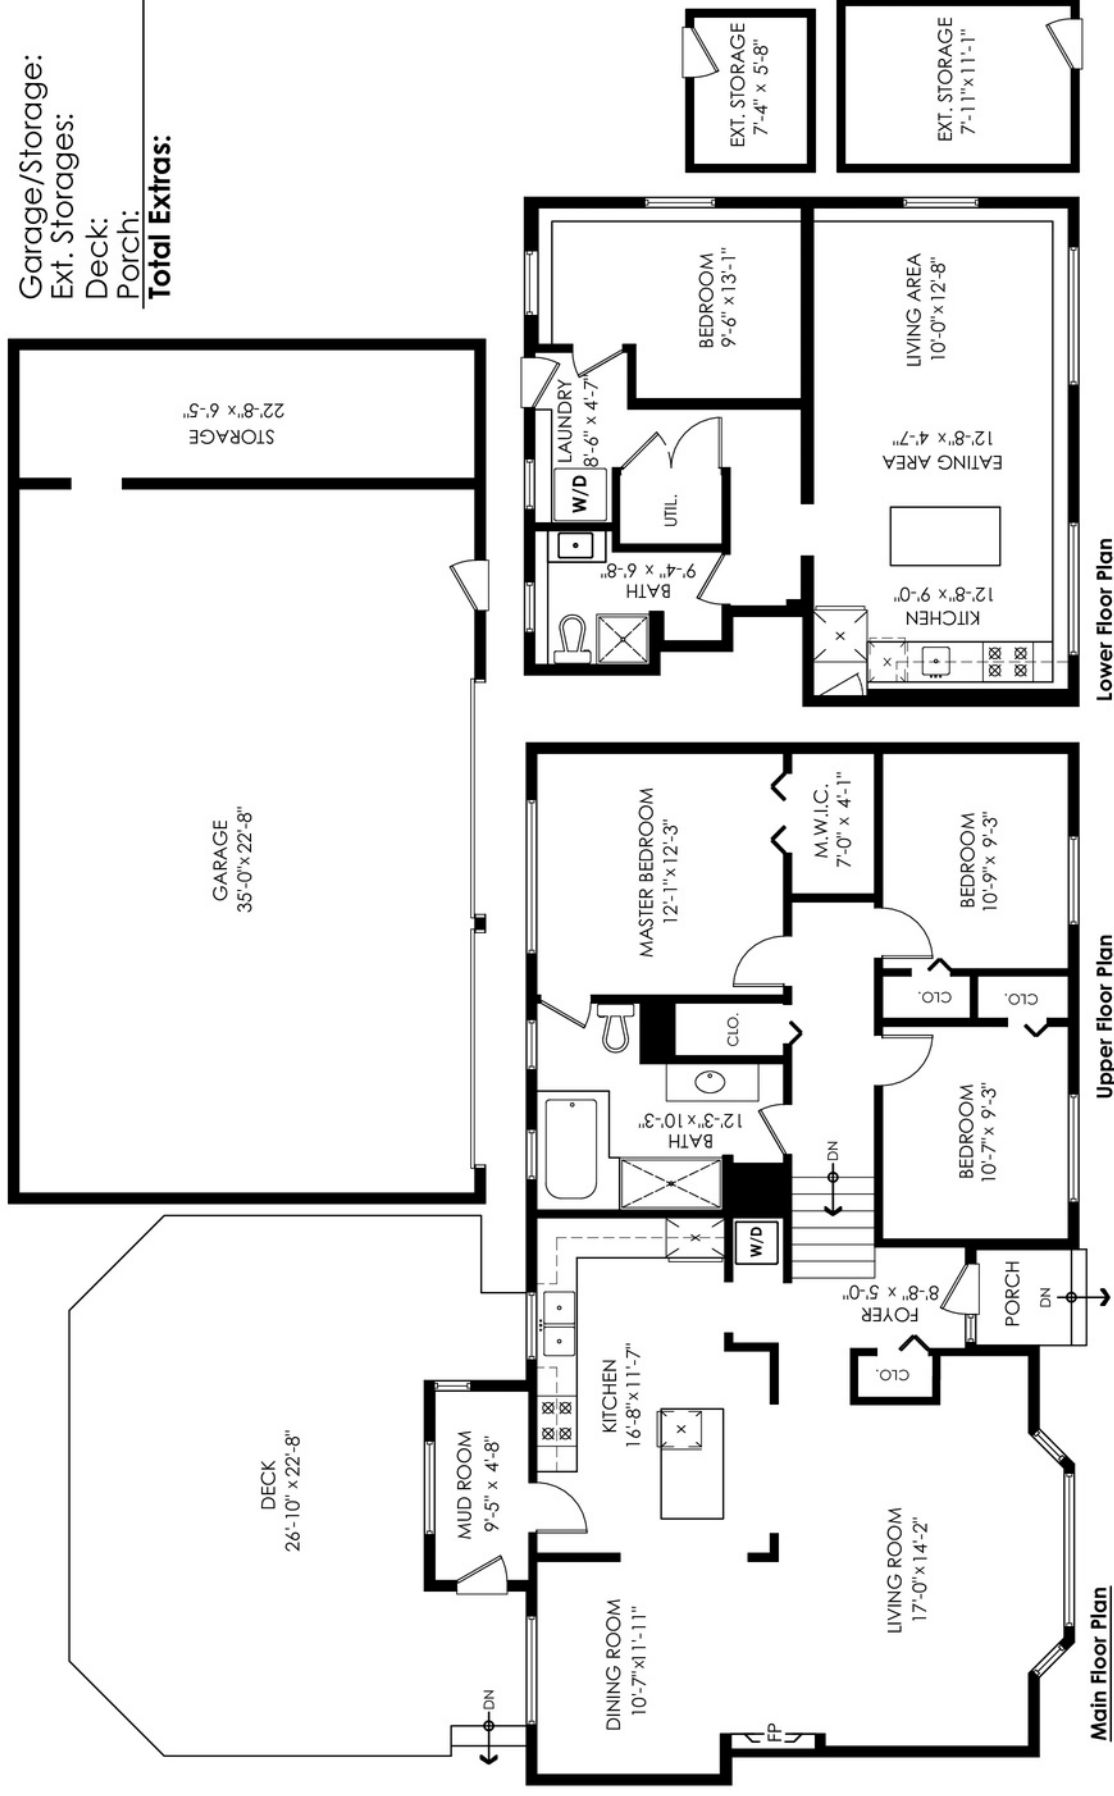 Garage/Storage:
Ext. Storages:
Deck:
Porch:
Total Extras:
DECK
26'-10" x 22'-8"
GARAGE
35'-0" x 22'-8"
STORAGE
22'-8" x 6'-5"
MUD ROOM
9'-5" x 4'-8"
DN
DINING ROOM
10'-7" x 11'-11"
KITCHEN
16'-8" x 11'-7"
X
X
W/D
FP
LIVING ROOM
17'-0" x 14'-2"
CLO.
FOYER
8'-8" x 5'-0"
PORCH
DN
Main Floor Plan
BATH
12'-3" x 10'-3"
X
CLO.
MASTER BEDROOM
12'-1" x 12'-3"
M.W.I.C.
7'-0" x 4'-1"
DN
BEDROOM
10'-7" x 9'-3"
CLO.
CLO.
BEDROOM
10'-9" x 9'-3"
Upper Floor Plan
BATH
9'-4" x 6'-8"
X
W/D
LAUNDRY
8'-6" x 4'-7"
UTIL.
BEDROOM
9'-6" x 13'-1"
X
X
KITCHEN
12'-8" x 9'-0"
EATING AREA
12'-8" x 4'-7"
LIVING AREA
10'-0" x 12'-8"
Lower Floor Plan
EXT. STORAGE
7'-4" x 5'-8"
EXT. STORAGE
7'-11" x 11'-1"